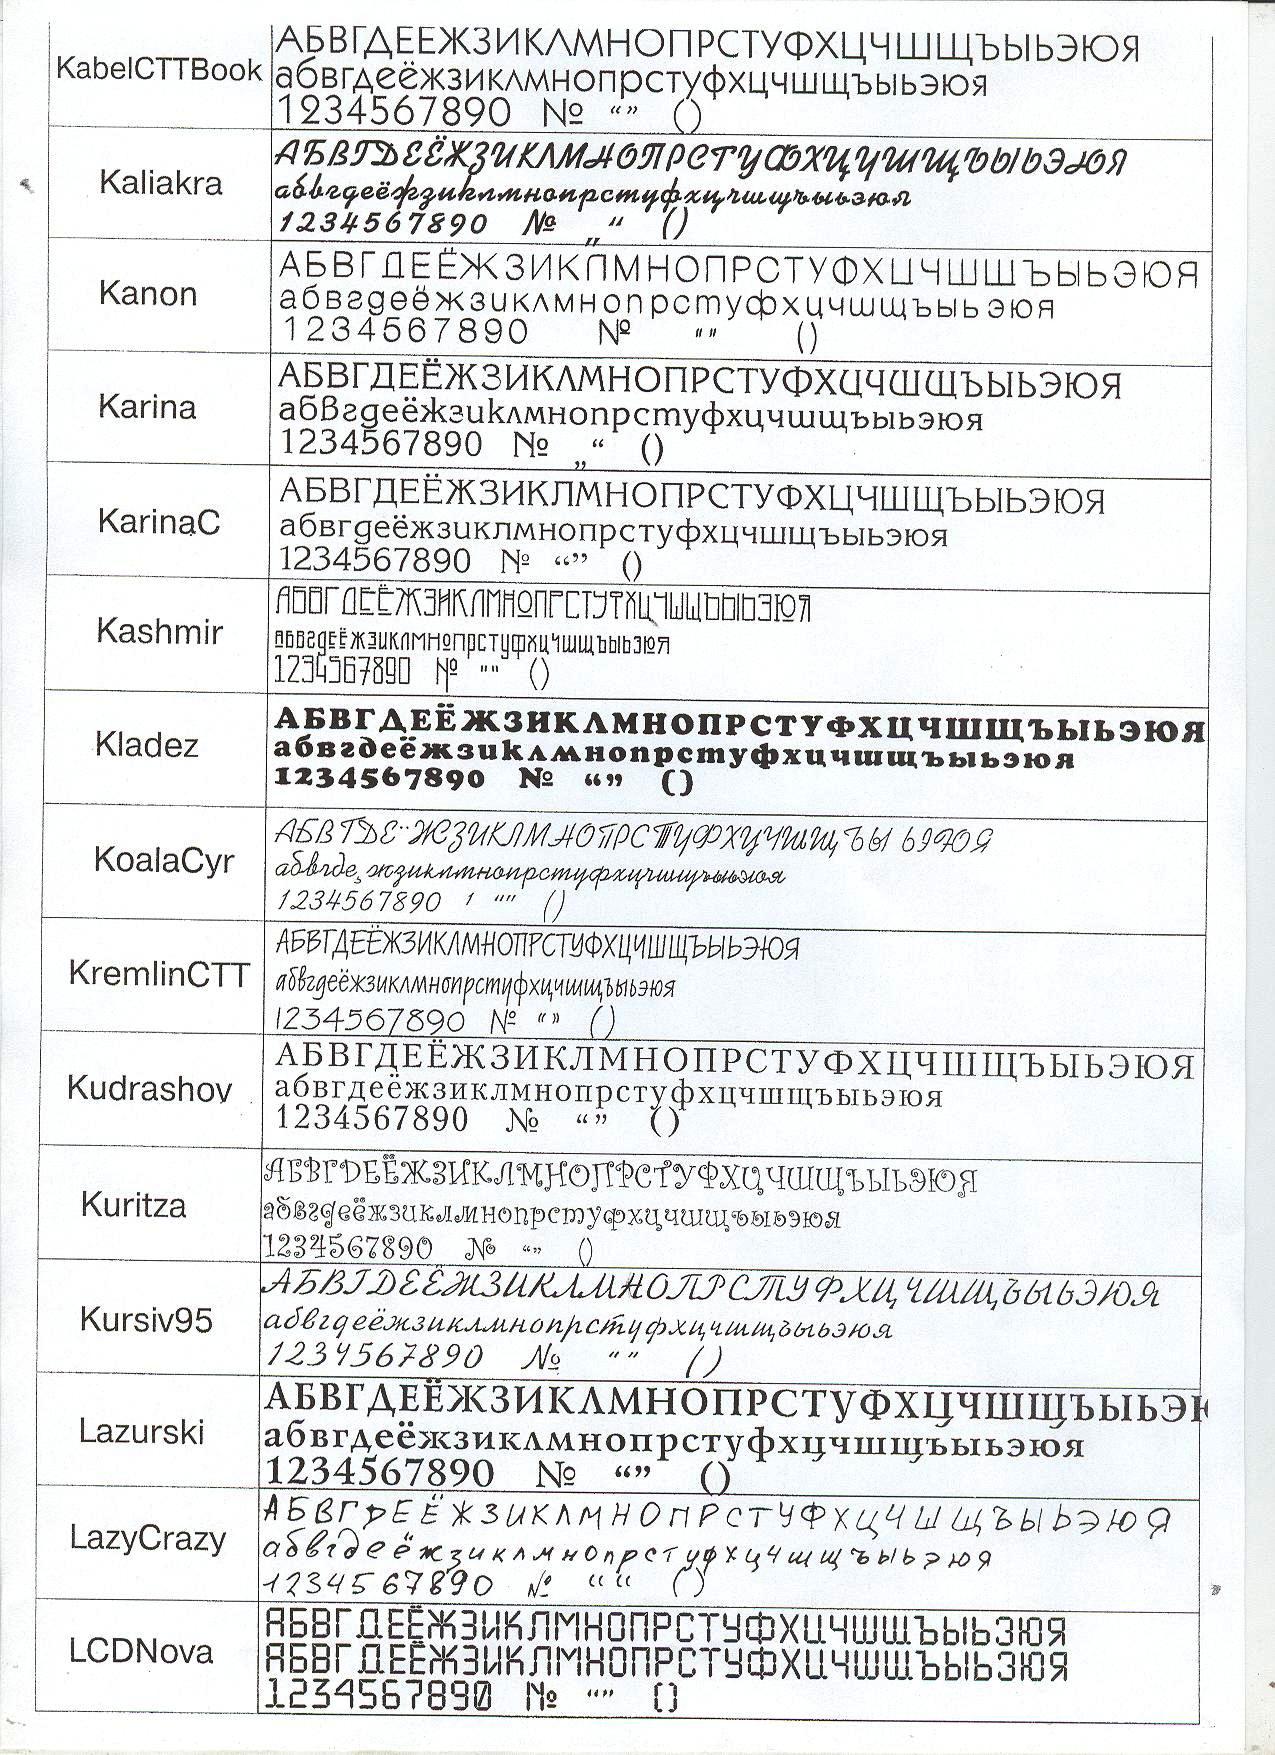 KabelCTTBook
АБВГДЕЕЖЗИКЛМНОПРСТУФХЦЧШЩЪЫЬЭЮЯ
абвгдеёжзиклмнопрстуфхцчшщъыьэюя
1234567890 № “” ()
Kaliakra
АБВГДЕЁЖЗИКЛМНОПРСТУФХЦЧШЩЪЫЬЭЮЯ
абвгдеёжзиклмнопрстуфхцчшщъыьэюя
1234567890 № „“ ()
Kanon
АБВГДЕЁЖЗИКЛМНОПРСТУФХЦЧШЩЪЫЬЭЮЯ
абвгдеёжзиклмнопрстуфхцчшщъыьэюя
1234567890 № "" ()
Karina
АБВГДЕЁЖЗИКЛМНОПРСТУФХЦЧШЩЪЫЬЭЮЯ
абвгдеёжзиклмнопрстуфхцчшщъыьэюя
1234567890 № „“ ()
KarinaC
АБВГДЕЁЖЗИКЛМНОПРСТУФХЦЧШЩЪЫЬЭЮЯ
абвгдеёжзиклмнопрстуфхцчшщъыьэюя
1234567890 № “” ()
Kashmir
АБВГДЕЁЖЗИКЛМНОПРСТУФХЦЧШЩЪЫЬЭЮЯ
абвгдеёжзиклмнопрстуфхцчшщъыьэюя
1234567890 № "" ()
Kladez
АБВГДЕЁЖЗИКЛМНОПРСТУФХЦЧШЩЪЫЬЭЮЯ
абвгдеёжзиклмнопрстуфхцчшщъыьэюя
1234567890 № “” ()
KoalaCyr
АБВГДЕ¨ЖЗИКЛМНОПРСТУФХЦЧШЩЪЫ ЬЭЮЯ
абвгде¸жзиклмнопрстуфхцчшщъыьэюя
1234567890 ¹ “” ()
KremlinCTT
АБВГДЕЁЖЗИКЛМНОПРСТУФХЦЧШЩЪЫЬЭЮЯ
абвгдеёжзиклмнопрстуфхцчшщъыьэюя
1234567890 № “” ()
Kudrashov
АБВГДЕЁЖЗИКЛМНОПРСТУФХЦЧШЩЪЫЬЭЮЯ
абвгдеёжзиклмнопрстуфхцчшщъыьэюя
1234567890 № “” ()
Kuritza
АБВГДЕЁЖЗИКЛМНОПРСТУФХЦЧШЩЪЫЬЭЮЯ
абвгдеёжзиклмнопрстуфхцчшщъыьэюя
1234567890 № “” ()
Kursiv95
АБВГДЕЁЖЗИКЛМНОПРСТУФХЦЧШЩЪЫЬЭЮЯ
абвгдеёжзиклмнопрстуфхцчшщъыьэюя
1234567890 № “” ()
Lazurski
АБВГДЕЁЖЗИКЛМНОПРСТУФХЦЧШЩЪЫЬЭ
абвгдеёжзиклмнопрстуфхцчшщъыьэюя
1234567890 № “” ()
LazyCrazy
АБВГДЕЁЖЗИКЛМНОПРСТУФХЦЧШЩЪЫЬЭЮЯ
абвгдеёжзиклмнопрстуфхцчшщъыьэюя
1234567890 № ““ ()
LCDNova
АБВГДЕЁЖЗИКЛМНОПРСТУФХЦЧШЩЪЫЬЭЮЯ
АБВГДЕЁЖЗИКЛМНОПРСТУФХЦЧШЩЪЫЬЭЮЯ
1234567890 № “” ()